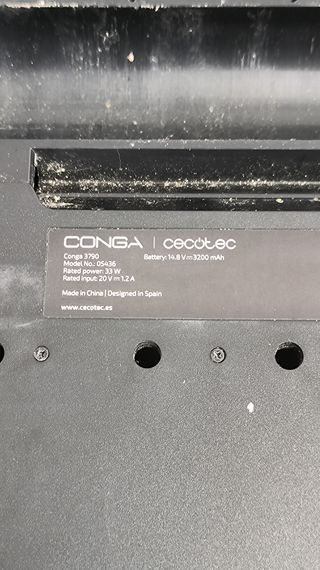 CONGA | cecotec
Conga 3790 Battery: 14.8 V⎓3200 mAh
Model No.: 05436
Rated power: 33 W
Rated input: 20 V⎓1.2 A
Made in China | Designed in Spain
www.cecotec.es